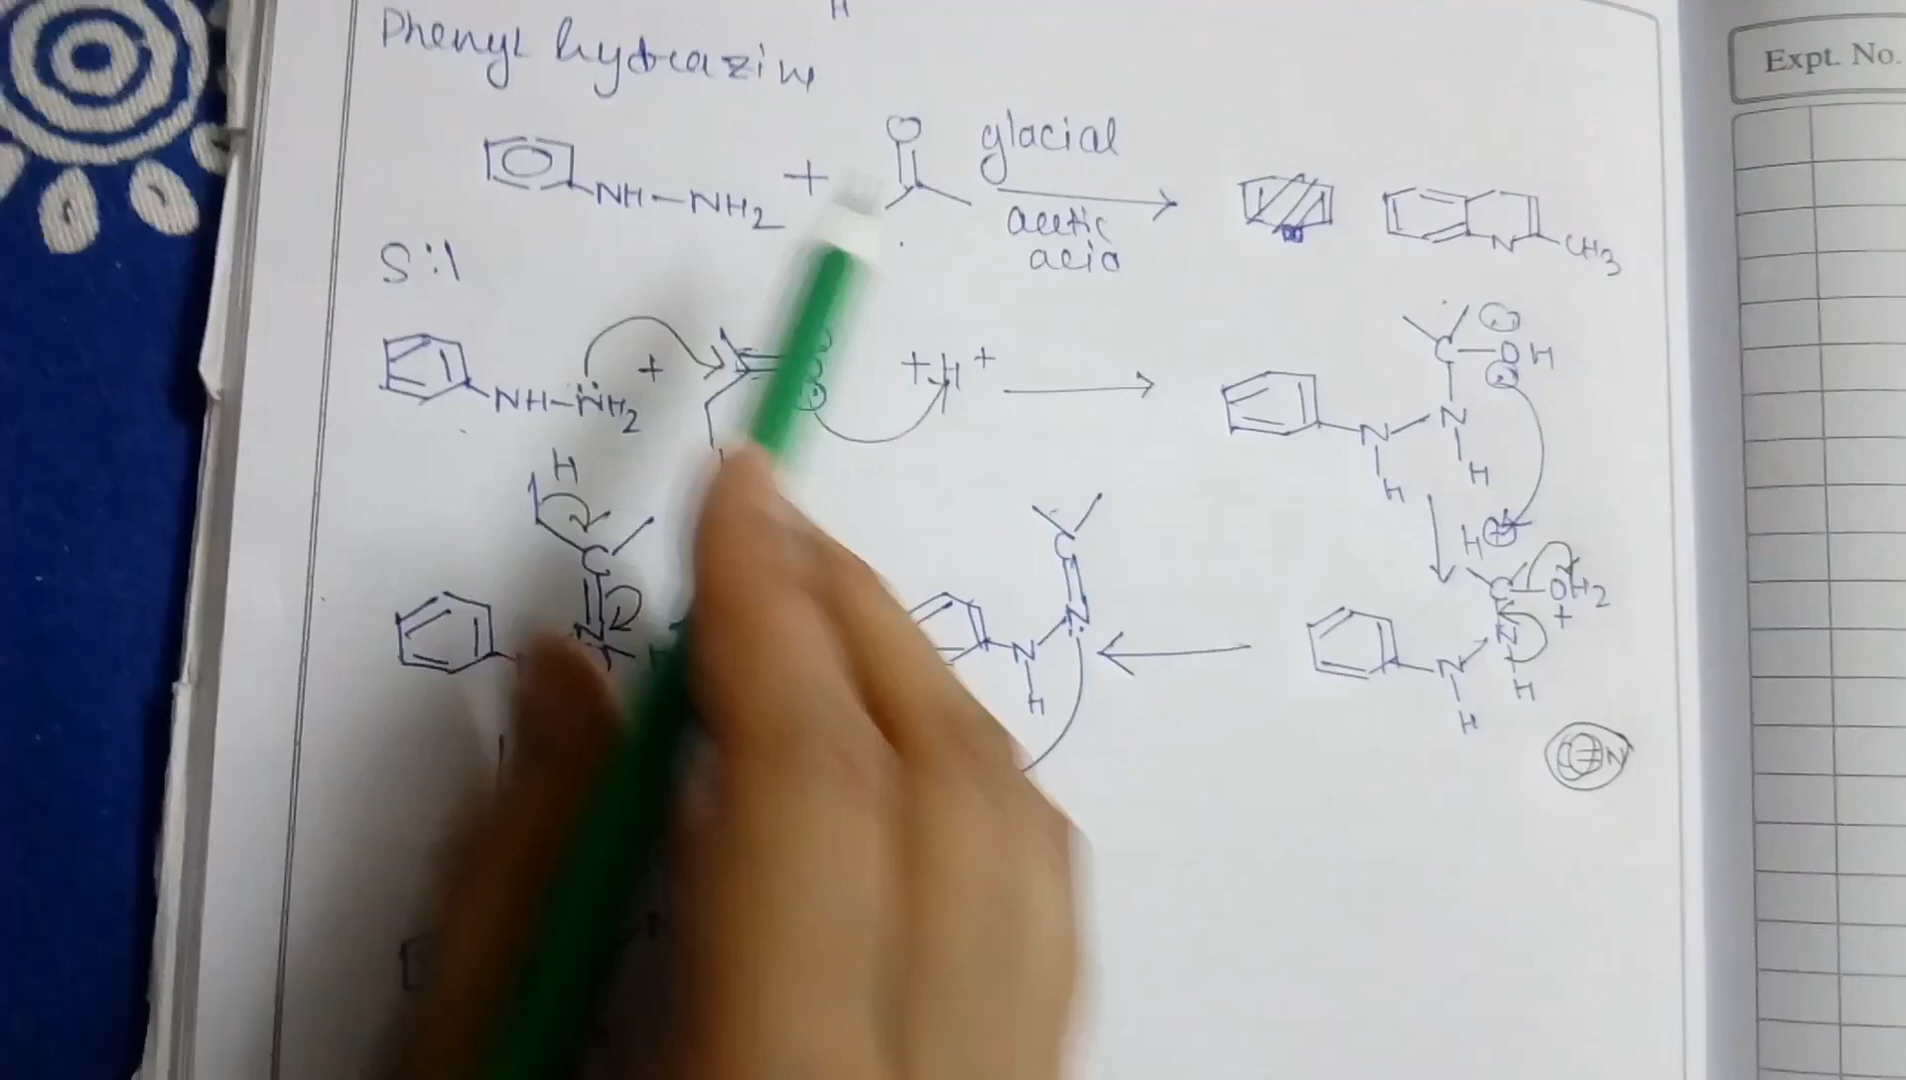 H
Phenyl hydrazine
Expt. No.
O
NH-NH2 + glacial acetic acid
N CH3
S:1
NH-NH2 + + H+
C-OH
N N
H H
H+
H
C
N
C
N
N
H
C OH2
+
N
N
H
H
C≡N